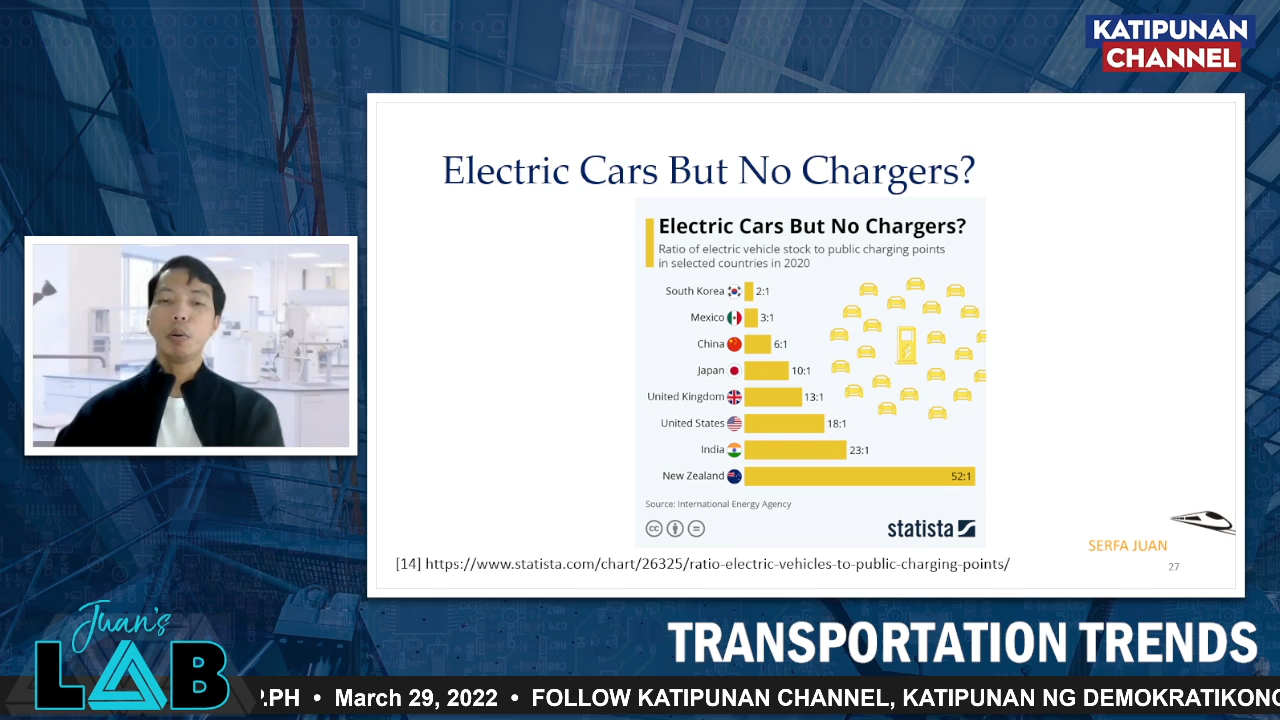 KATIPUNAN
CHANNEL
Electric Cars But No Chargers?
Electric Cars But No Chargers?
Ratio of electric vehicle stock to public charging points
in selected countries in 2020
South Korea 2:1
Mexico 3:1
China 6:1
Japan 10:1
United Kingdom 13:1
United States 18:1
India 23:1
New Zealand 52:1
Source: International Energy Agency
cc
statista
SERFA JUAN
[14] https://www.statista.com/chart/26325/ratio-electric-vehicles-to-public-charging-points/
27
Juan's
LAB
TRANSPORTATION TRENDS
.PH • March 29, 2022 • FOLLOW KATIPUNAN CHANNEL, KATIPUNAN NG DEMOKRATIKONG